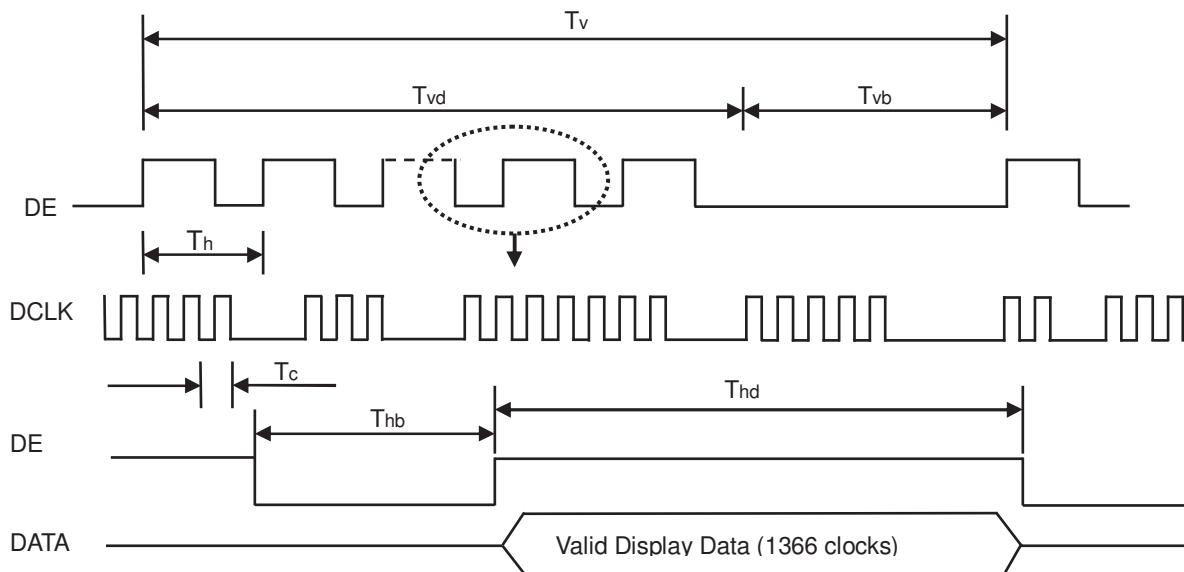 Tv
Tvd
Tvb
DE
Th
DCLK
Tc
Thd
Thb
DE
DATA
Valid Display Data (1366 clocks)